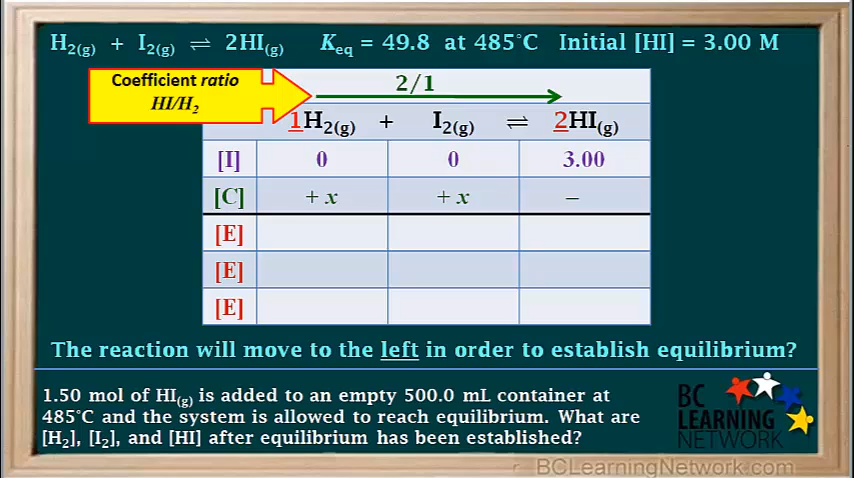 H₂(g) + I₂(g) ⇌ 2HI(g) Keq = 49.8 at 485°C Initial [HI] = 3.00 M
Coefficient ratio
HI/H₂
2/1
1H₂(g) + I₂(g) ⇌ 2HI(g)
[I] 0 0 3.00
[C] + x + x –
[E]
[E]
[E]
The reaction will move to the left in order to establish equilibrium?
1.50 mol of HI(g) is added to an empty 500.0 mL container at
485°C and the system is allowed to reach equilibrium. What are
[H₂], [I₂], and [HI] after equilibrium has been established?
BC
LEARNING
NETWORK
BCLearningNetwork.com